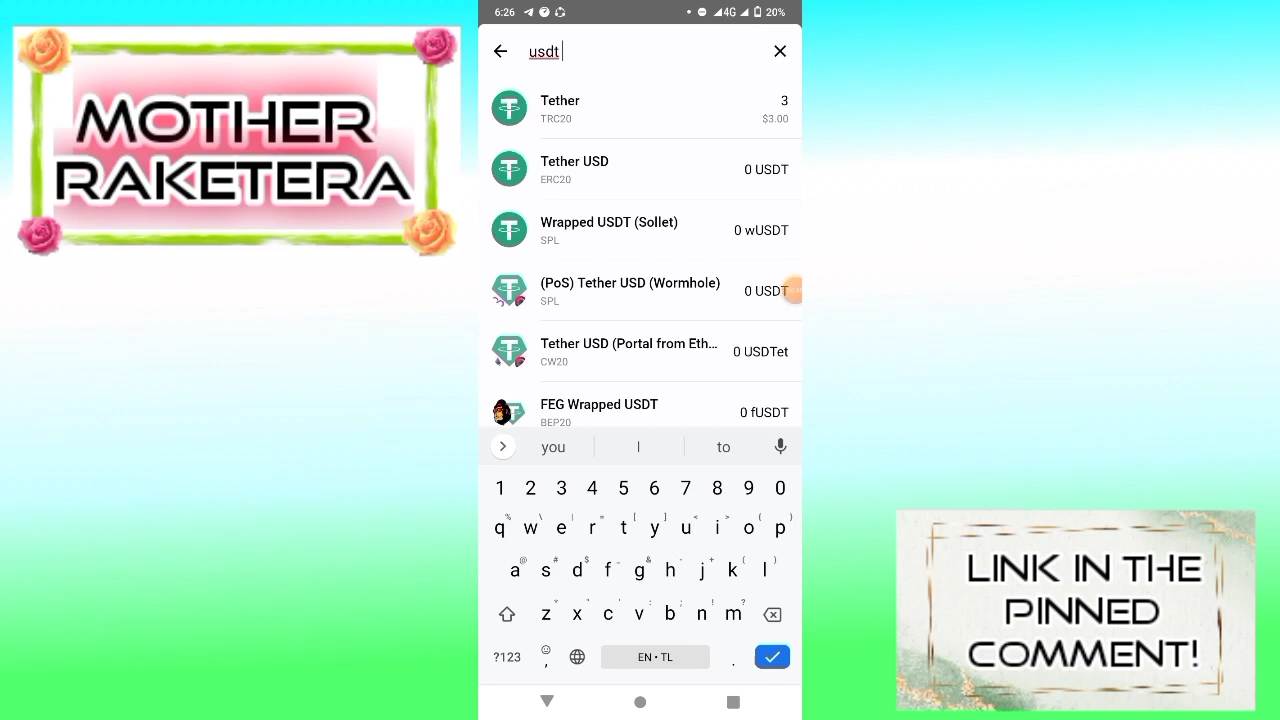 MOTHER
RAKETERA
6:26 4G 20%
usdt
Tether 3
TRC20 $3.00
Tether USD
ERC20 0 USDT
Wrapped USDT (Sollet)
SPL 0 wUSDT
(PoS) Tether USD (Wormhole)
SPL 0 USDT
Tether USD (Portal from Eth...
CW20 0 USDTet
FEG Wrapped USDT
BEP20 0 fUSDT
you I to
1 2 3 4 5 6 7 8 9 0
q w e r t y u i o p
a s d f g h j k l
z x c v b n m
?123 , EN • TL .
LINK IN THE
PINNED
COMMENT!